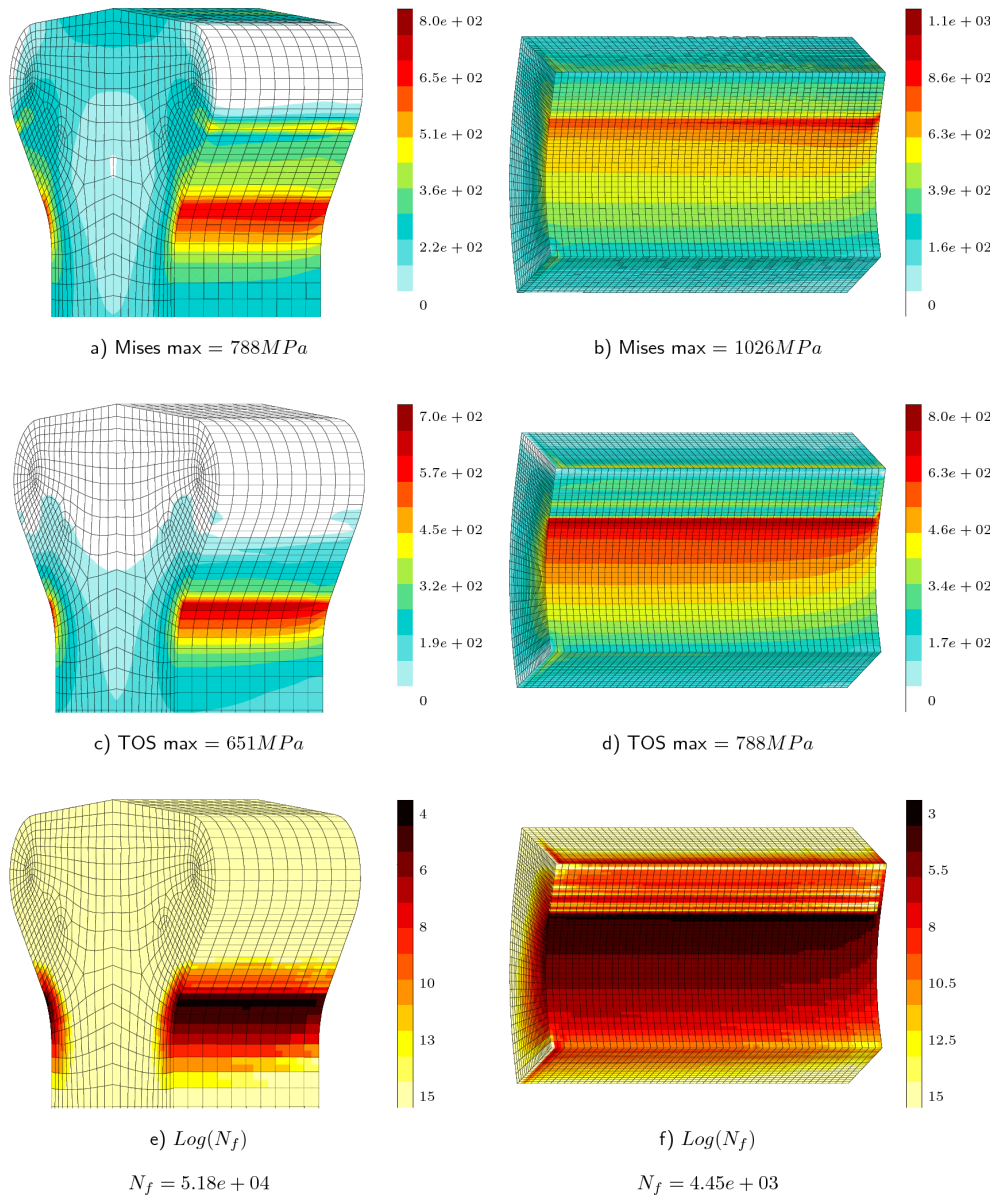 8.0e + 02
6.5e + 02
5.1e + 02
3.6e + 02
2.2e + 02
0
1.1e + 03
8.6e + 02
6.3e + 02
3.9e + 02
1.6e + 02
0
a) Mises max = 788MPa
b) Mises max = 1026MPa
7.0e + 02
5.7e + 02
4.5e + 02
3.2e + 02
1.9e + 02
0
8.0e + 02
6.3e + 02
4.6e + 02
3.4e + 02
1.7e + 02
0
c) TOS max = 651MPa
d) TOS max = 788MPa
4
6
8
10
13
15
3
5.5
8
10.5
12.5
15
e) Log(N_f)
f) Log(N_f)
N_f = 5.18e + 04
N_f = 4.45e + 03